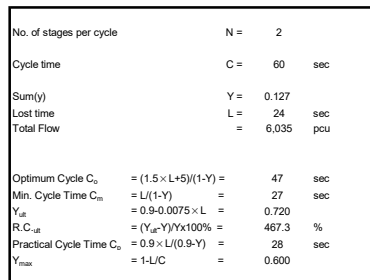 No. of stages per cycle N = 2
Cycle time C = 60 sec
Sum(y) Y = 0.127
Lost time L = 24 sec
Total Flow = 6,035 pcu
Optimum Cycle Cₒ = (1.5×L+5)/(1-Y) = 47 sec
Min. Cycle Time Cₘ = L/(1-Y) = 27 sec
Yᵤₗₜ = 0.9-0.0075×L = 0.720
R.C.ᵤₗₜ = (Yᵤₗₜ-Y)/Yx100% = 467.3 %
Practical Cycle Time Cₒ = 0.9×L/(0.9-Y) = 28 sec
Yₘₐₓ = 1-L/C = 0.600